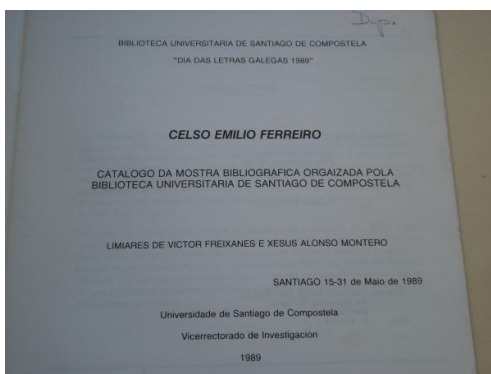 Dup.
BIBLIOTECA UNIVERSITARIA DE SANTIAGO DE COMPOSTELA
"DIA DAS LETRAS GALEGAS 1989"
CELSO EMILIO FERREIRO
CATALOGO DA MOSTRA BIBLIOGRAFICA ORGAIZADA POLA
BIBLIOTECA UNIVERSITARIA DE SANTIAGO DE COMPOSTELA
LIMIARES DE VICTOR FREIXANES E XESUS ALONSO MONTERO
SANTIAGO 15-31 de Maio de 1989
Universidade de Santiago de Compostela
Vicerrectorado de Investigación
1989